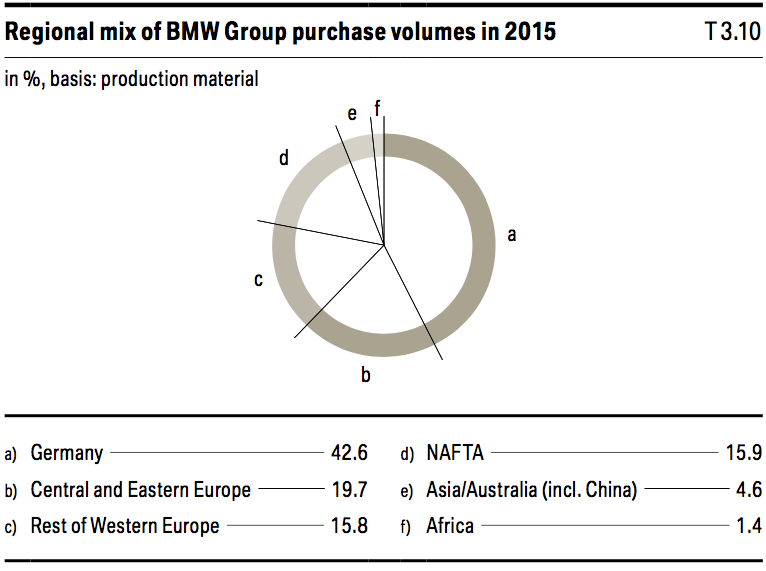 Regional mix of BMW Group purchase volumes in 2015 T 3.10
in %, basis: production material
e f
d
a
c
b
a) Germany 42.6 d) NAFTA 15.9
b) Central and Eastern Europe 19.7 e) Asia/Australia (incl. China) 4.6
c) Rest of Western Europe 15.8 f) Africa 1.4